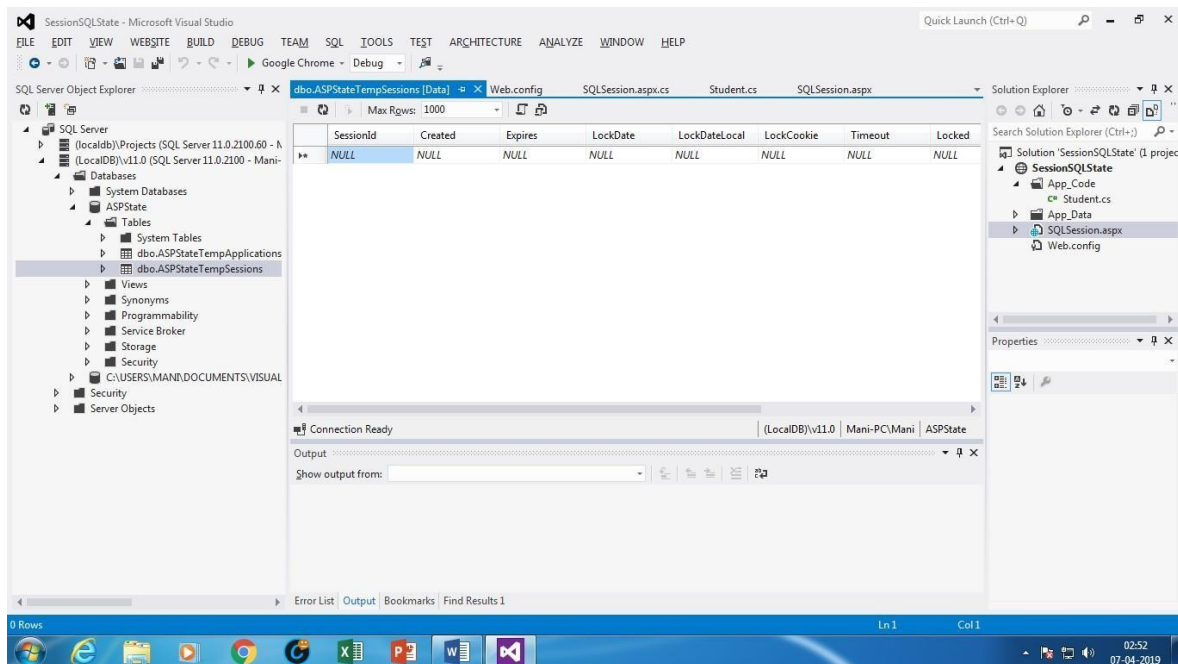 SessionSQLState - Microsoft Visual Studio
Quick Launch (Ctrl+Q)
FILE EDIT VIEW WEBSITE BUILD DEBUG TEAM SQL TOOLS TEST ARCHITECTURE ANALYZE WINDOW HELP
Google Chrome Debug
SQL Server Object Explorer
SQL Server
(localdb)\Projects (SQL Server 11.0.2100.60 -
(LocalDB)\v11.0 (SQL Server 11.0.2100 - Mani-
Databases
System Databases
ASPState
Tables
System Tables
dbo.ASPStateTempApplications
dbo.ASPStateTempSessions
Views
Synonyms
Programmability
Service Broker
Storage
Security
C:\USERS\MANI\DOCUMENTS\VISUAL
Security
Server Objects
dbo.ASPStateTempSessions [Data] Web.config SQLSession.aspx.cs Student.cs SQLSession.aspx
Max Rows: 1000
SessionId Created Expires LockDate LockDateLocal LockCookie Timeout Locked
NULL NULL NULL NULL NULL NULL NULL NULL
Connection Ready
(LocalDB)\v11.0 Mani-PC\Mani ASPState
Output
Show output from:
Error List Output Bookmarks Find Results 1
Solution Explorer
Search Solution Explorer (Ctrl+;)
Solution 'SessionSQLState' (1 projec
SessionSQLState
App_Code
C# Student.cs
App_Data
SQLSession.aspx
Web.config
Properties
0 Rows
Ln 1 Col 1
02:52
07-04-2019